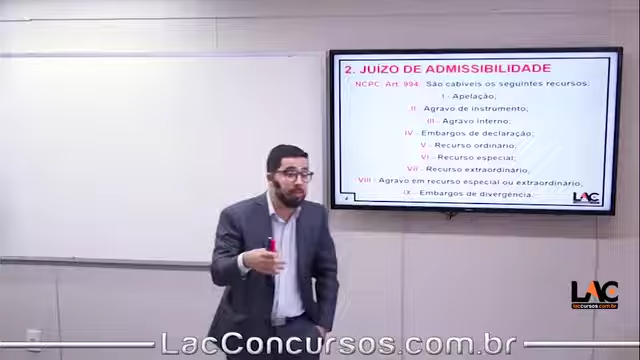 2. JUÍZO DE ADMISSIBILIDADE
NCPC. Art. 994. São cabíveis os seguintes recursos:
I - Apelação;
II - Agravo de instrumento;
III - Agravo interno;
IV - Embargos de declaração;
V - Recurso ordinário;
VI - Recurso especial;
VII - Recurso extraordinário;
VIII - Agravo em recurso especial ou extraordinário;
IX - Embargos de divergência.
LAC
LAC
laccursos.com.br
LacConcursos.com.br